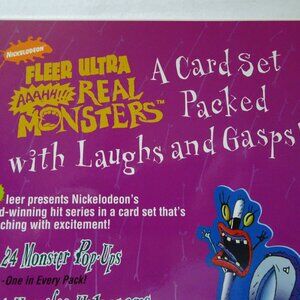 NICKELODEON
FLEER ULTRA
AAAHH!!! REAL
MONSTERS™
A Card Set
Packed
with Laughs and Gasps
leer presents Nickelodeon's
d-winning hit series in a card set that's
ching with excitement!
24 Monster Pop-Ups
-One In Every Pack!